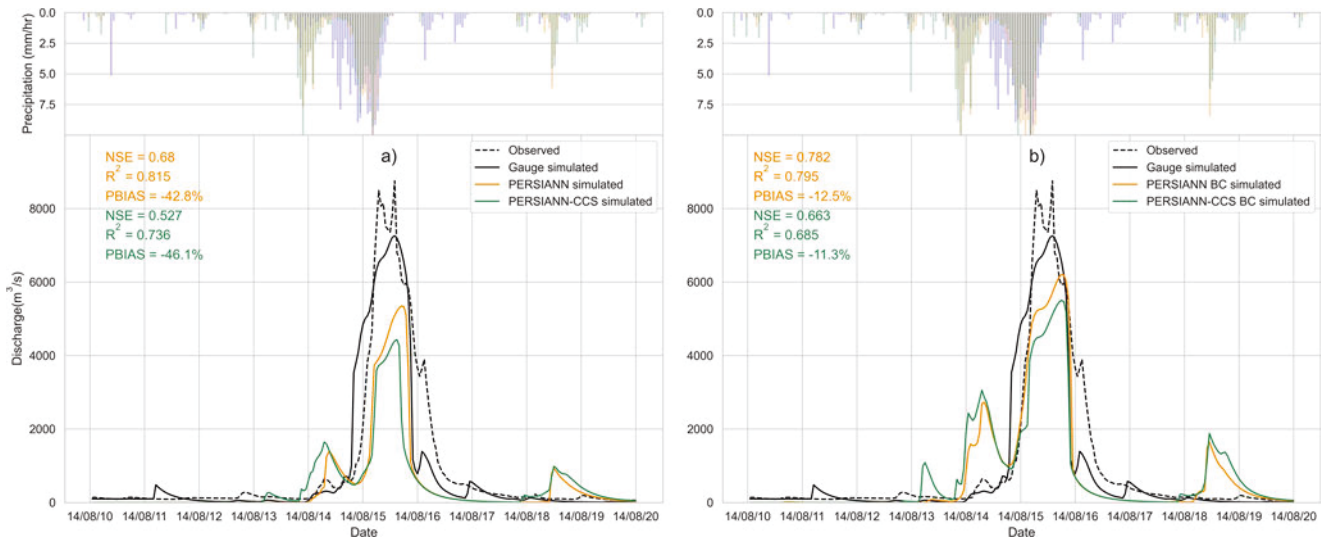 0.0
2.5
5.0
7.5
Precipitation (mm/hr)
NSE = 0.68
R² = 0.815
PBIAS = -42.8%
NSE = 0.527
R² = 0.736
PBIAS = -46.1%
a)
Observed
Gauge simulated
PERSIANN simulated
PERSIANN-CCS simulated
8000
6000
4000
2000
0
Discharge(m³/s)
14/08/10 14/08/11 14/08/12 14/08/13 14/08/14 14/08/15 14/08/16 14/08/17 14/08/18 14/08/19 14/08/20
Date
0.0
2.5
5.0
7.5
NSE = 0.782
R² = 0.795
PBIAS = -12.5%
NSE = 0.663
R² = 0.685
PBIAS = -11.3%
b)
Observed
Gauge simulated
PERSIANN BC simulated
PERSIANN-CCS BC simulated
8000
6000
4000
2000
0
14/08/10 14/08/11 14/08/12 14/08/13 14/08/14 14/08/15 14/08/16 14/08/17 14/08/18 14/08/19 14/08/20
Date